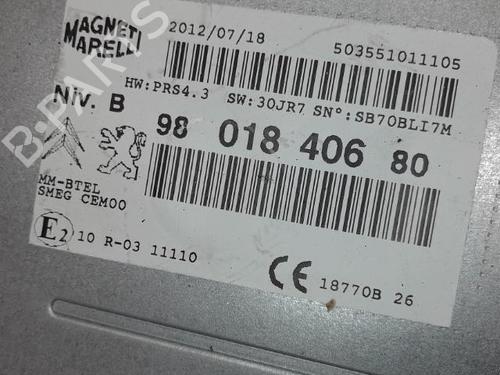 MAGNETI MARELLI
2012/07/18
503551011105
HW:PRS4.3 SW:30JR7 SN°:SB70BLI7M
Niv. B
98 018 406 80
MM-BTEL
SMEG CEM00
E2 10 R-03 11110
CE 18770B 26
B-PARTS